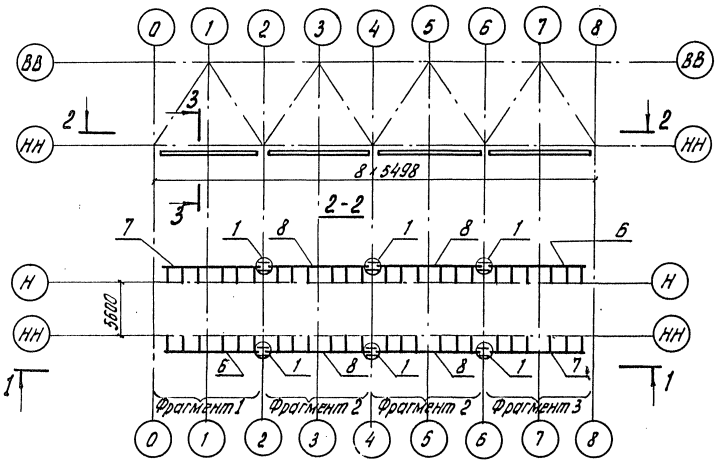 0 1 2 3 4 5 6 7 8
ВВ ВВ
2 3 2
НН НН
8 х 5498
3 2-2
7 1 8 1 8 1 6
Н Н
5600
НН НН
1 6 1 8 1 8 1 7 1
Фрагмент 1 Фрагмент 2 Фрагмент 2 Фрагмент 3
0 1 2 3 4 5 6 7 8